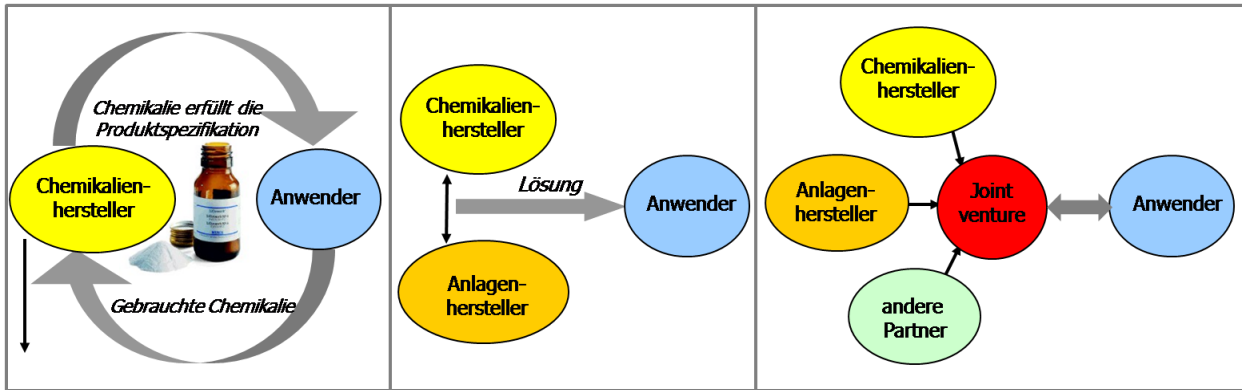 Chemikalie erfüllt die
Produktspezifikation
Chemikalien-
hersteller
Anwender
Gebrauchte Chemikalie
Chemikalien-
hersteller
Lösung
Anwender
Anlagen-
hersteller
Chemikalien-
hersteller
Anlagen-
hersteller
Joint
venture
Anwender
andere
Partner